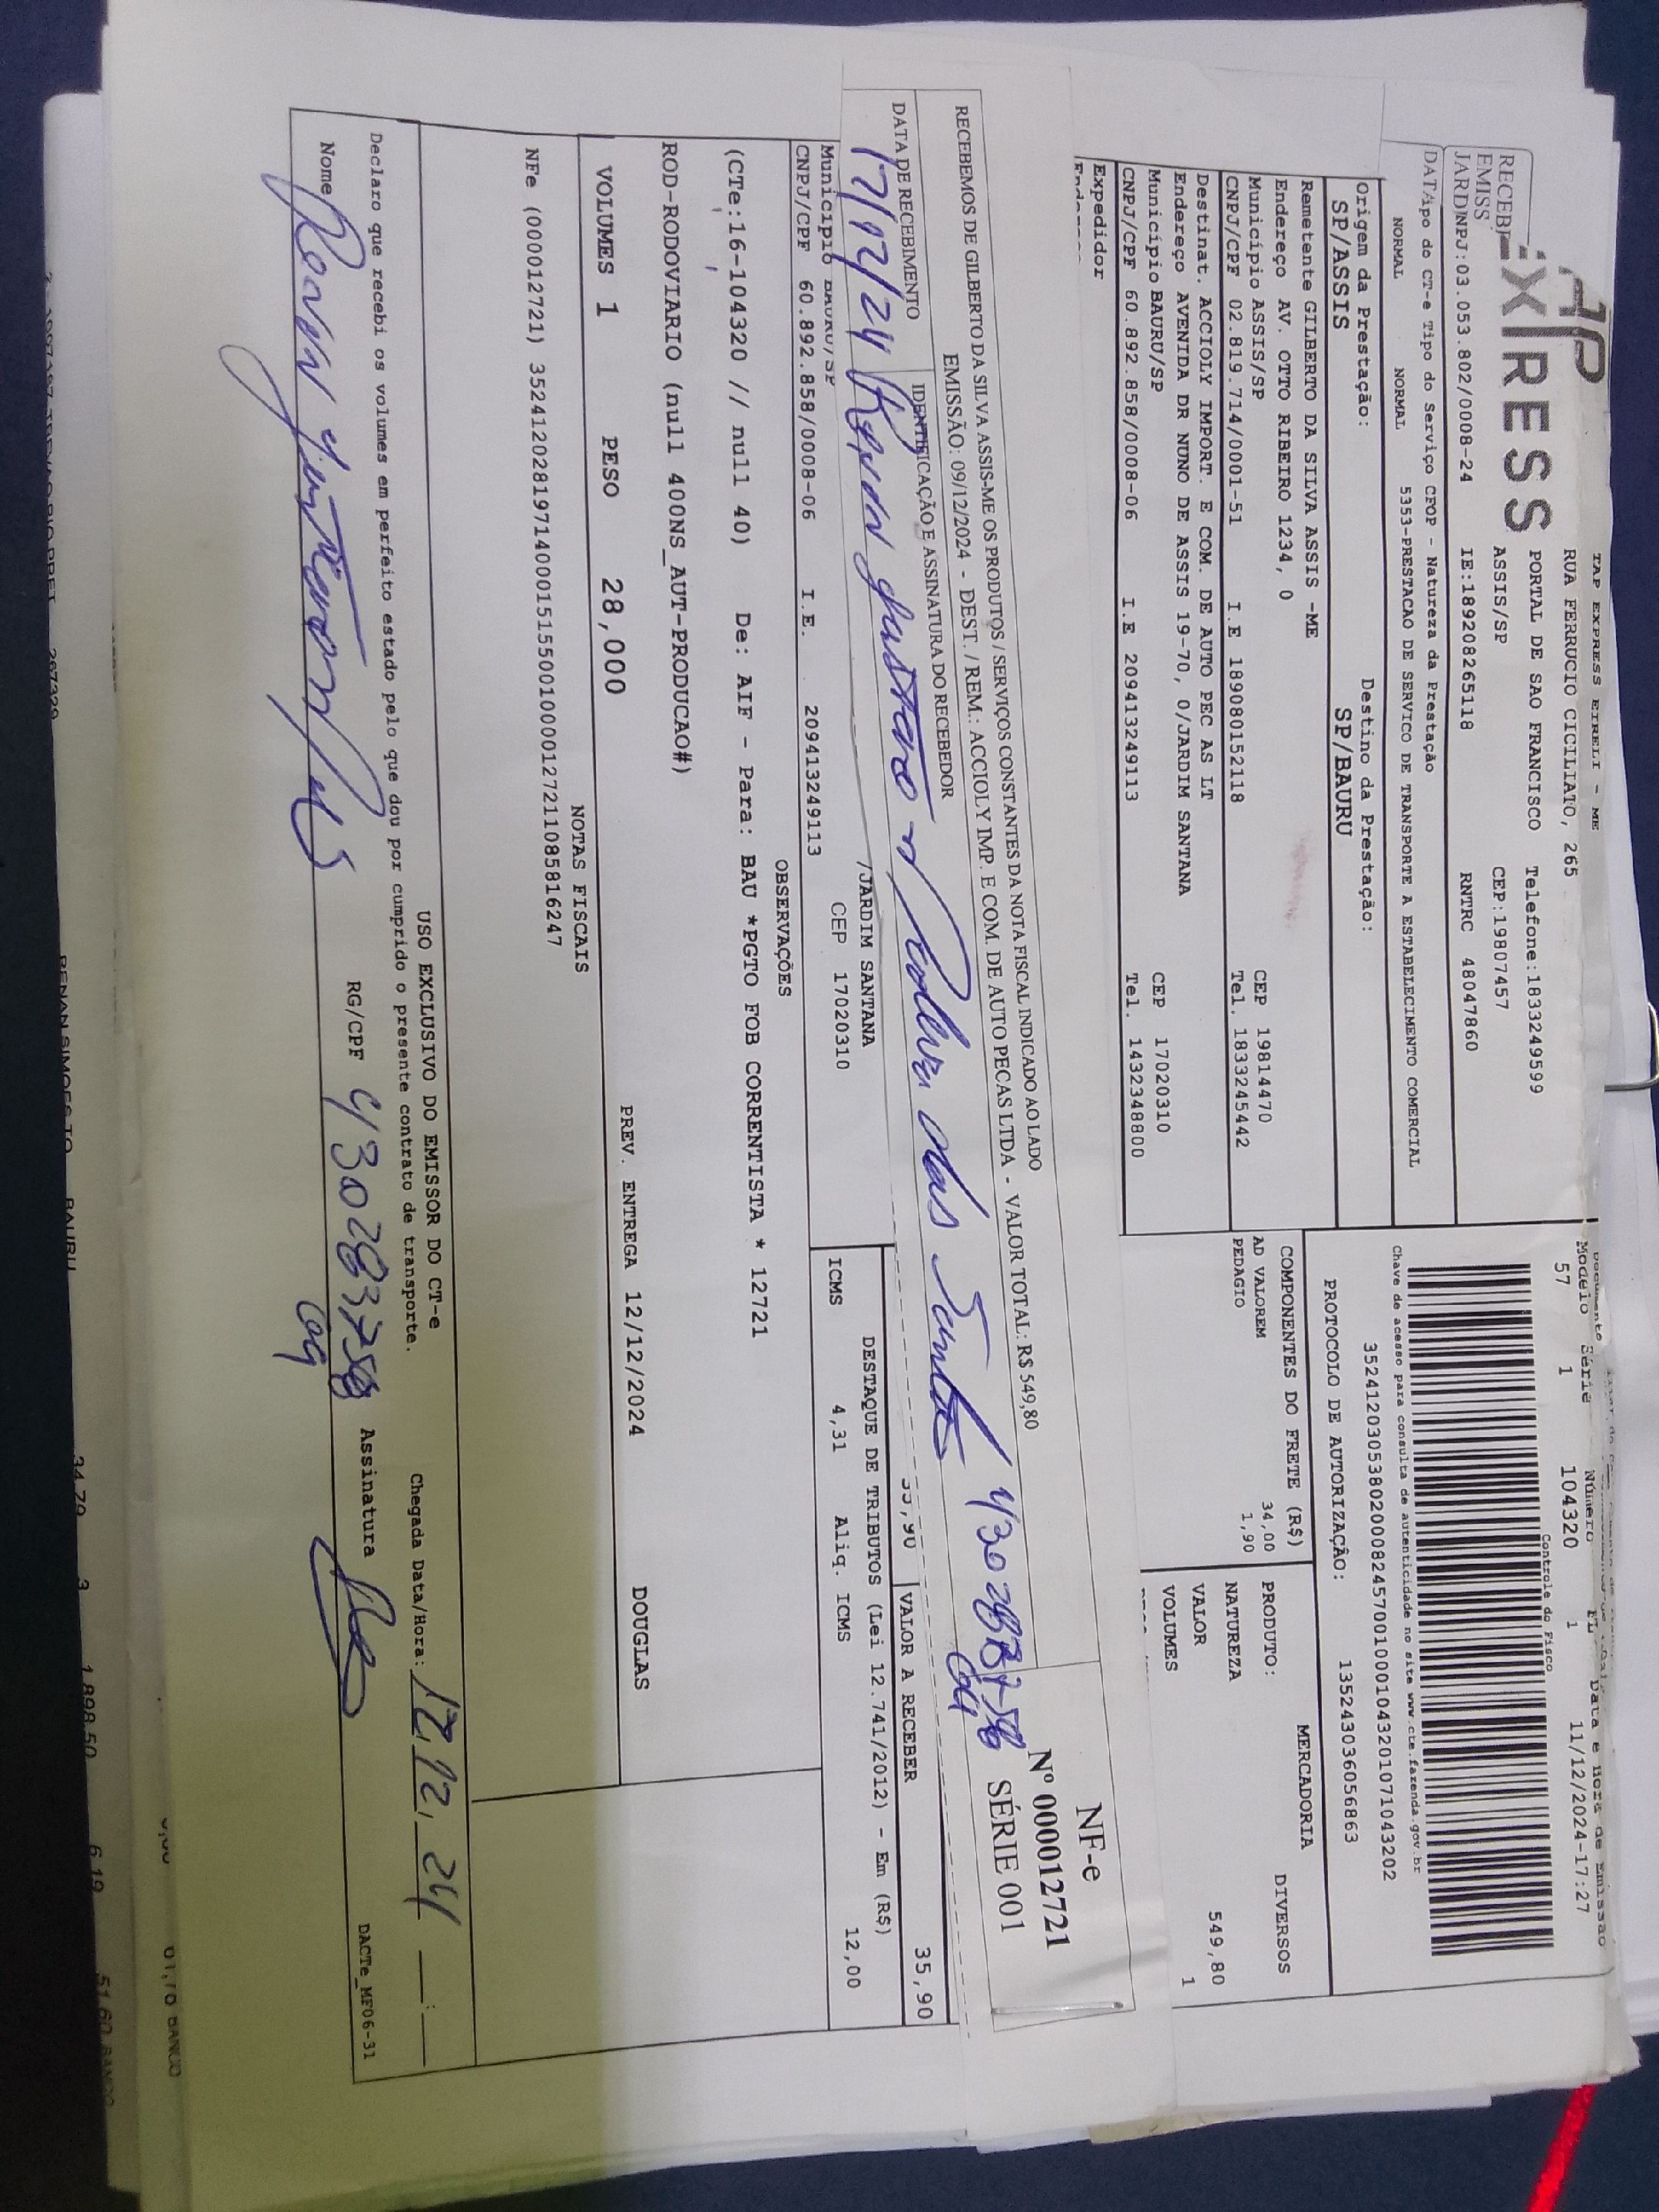 TAP EXPRESS EIRELI - ME
RUA FERRUCIO CICILIATO, 265
PORTAL DE SAO FRANCISCO Telefone:1833249599
ASSIS/SP CEP:19807457
NPJ:03.053.802/0008-24 IE:189208265118 RNTRC 48047860
RECEBE
EMISS
JARDI
DATA
Modelo Série Número FL Data e Hora de Emissão
57 1 104320 1 11/12/2024-17:27
Controle do Fisco
Chave de acesso para consulta de autenticidade no site www.cte.fazenda.gov.br
35241203053802000824570010001043201071043202
PROTOCOLO DE AUTORIZAÇÃO: 135243036056863
ipo do CT-e Tipo do Serviço CFOP - Natureza da Prestação
NORMAL NORMAL 5353-PRESTACAO DE SERVICO DE TRANSPORTE A ESTABELECIMENTO COMERCIAL
Origem da Prestação: Destino da Prestação:
SP/ASSIS SP/BAURU
Remetente GILBERTO DA SILVA ASSIS -ME
Endereço AV. OTTO RIBEIRO 1234, 0
Município ASSIS/SP CEP 19814470
CNPJ/CPF 02.819.714/0001-51 I.E 189080152118 Tel. 1833245442
Destinat. ACCIOLY IMPORT. E COM. DE AUTO PEC AS LT
Endereço AVENIDA DR NUNO DE ASSIS 19-70, 0/JARDIM SANTANA
Município BAURU/SP CEP 17020310
CNPJ/CPF 60.892.858/0008-06 I.E 209413249113 Tel. 1432348800
Expedidor
COMPONENTES DO FRETE (R$)
AD VALOREM 34,00
PEDAGIO 1,90
MERCADORIA
PRODUTO: DIVERSOS
NATUREZA
VALOR 549,80
VOLUMES 1
RECEBEMOS DE GILBERTO DA SILVA ASSIS-ME OS PRODUTOS / SERVIÇOS CONSTANTES DA NOTA FISCAL INDICADO AO LADO
EMISSÃO: 09/12/2024 - DEST. / REM.: ACCIOLY IMP. E COM. DE AUTO PECAS LTDA - VALOR TOTAL: R$ 549,80
DATA DE RECEBIMENTO IDENTIFICAÇÃO E ASSINATURA DO RECEBEDOR
17/12/24 dos Santos
NF-e
Nº 000012721
SÉRIE 001
/JARDIM SANTANA
Município BAURU/SP CEP 17020310
CNPJ/CPF 60.892.858/0008-06 I.E. 209413249113
35,90 VALOR A RECEBER 35,90
DESTAQUE DE TRIBUTOS (Lei 12.741/2012) - Em (R$)
ICMS 4,31 Aliq. ICMS 12,00
OBSERVAÇÕES
(CTe:16-104320 // null 40) De: AIF - Para: BAU *PGTO FOB CORRENTISTA * 12721
ROD-RODOVIARIO (null 400NS_AUT-PRODUCAO#)
VOLUMES 1 PESO 28,000 PREV. ENTREGA 12/12/2024 DOUGLAS
NOTAS FISCAIS
NFe (000012721) 35241202819714000151550010000127211085816247
USO EXCLUSIVO DO EMISSOR DO CT-e
Declaro que recebi os volumes em perfeito estado pelo que dou por cumprido o presente contrato de transporte.
Chegada Data/Hora: 17,12,24 __:__
Nome RG/CPF 430283758 09 Assinatura
DACTe_MF06-31